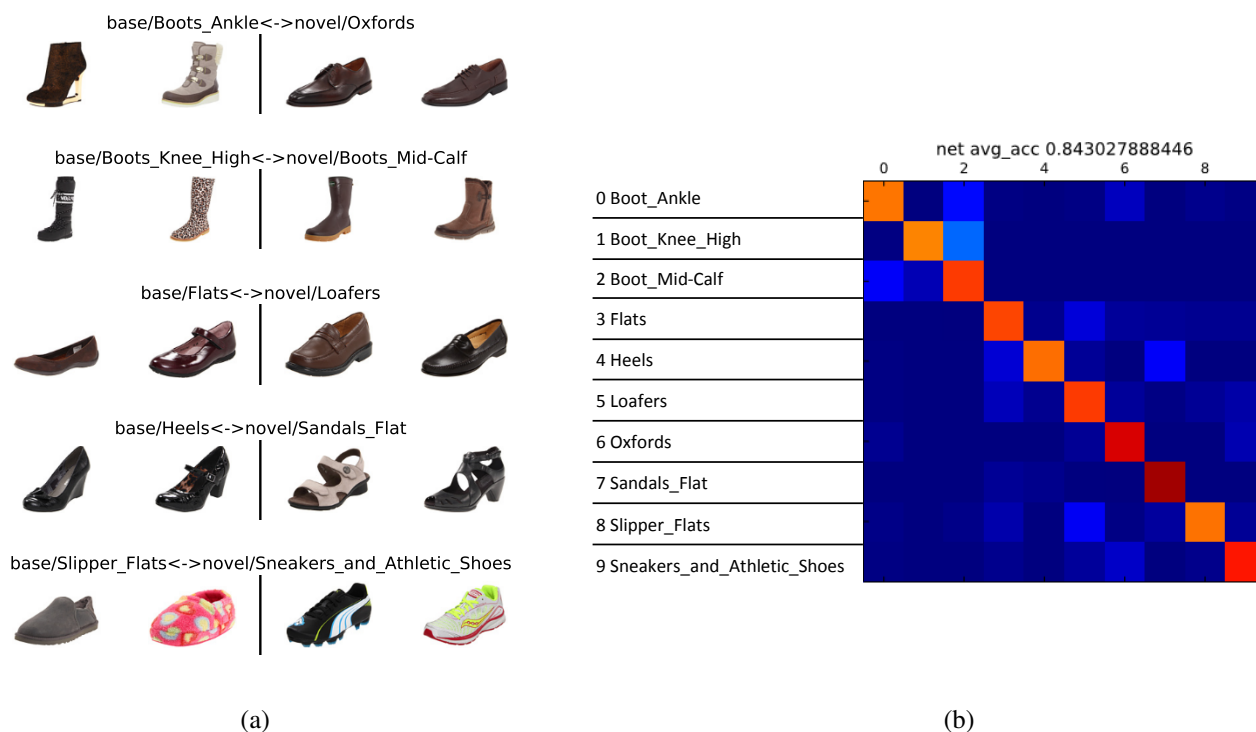 base/Boots_Ankle<->novel/Oxfords
base/Boots_Knee_High<->novel/Boots_Mid-Calf
base/Flats<->novel/Loafers
base/Heels<->novel/Sandals_Flat
base/Slipper_Flats<->novel/Sneakers_and_Athletic_Shoes
(a)
net avg_acc 0.843027888446
0 2 4 6 8
0 Boot_Ankle
1 Boot_Knee_High
2 Boot_Mid-Calf
3 Flats
4 Heels
5 Loafers
6 Oxfords
7 Sandals_Flat
8 Slipper_Flats
9 Sneakers_and_Athletic_Shoes
(b)